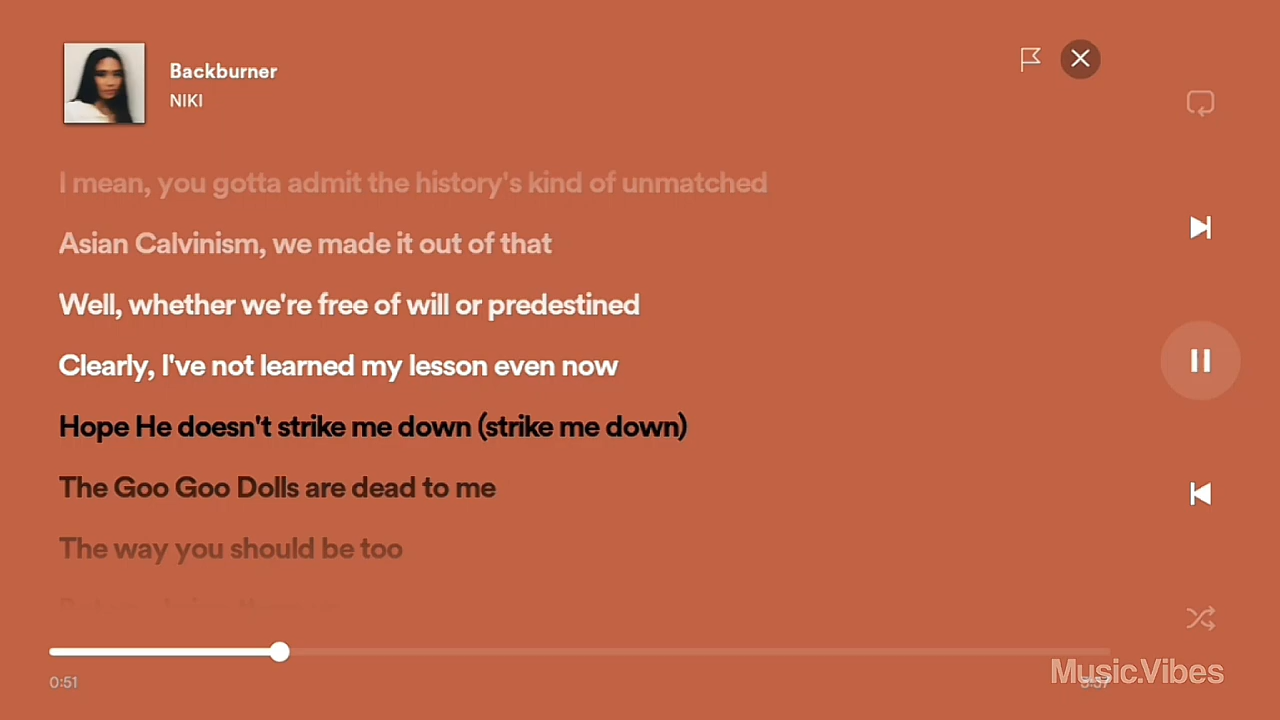 Backburner
NIKI
I mean, you gotta admit the history's kind of unmatched
Asian Calvinism, we made it out of that
Well, whether we're free of will or predestined
Clearly, I've not learned my lesson even now
Hope He doesn't strike me down (strike me down)
The Goo Goo Dolls are dead to me
The way you should be too
0:51
Music.Vibes